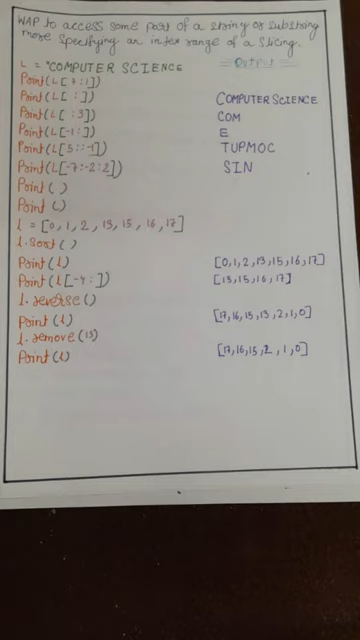 WAP to access some part of a string or substring
more specifying an index range of a slicing.
= Output =
L = "COMPUTER SCIENCE
Print(L[ :1])
Print(L[ : ]) COMPUTER SCIENCE
Print(L[ :3]) COM
Print(L[-1:]) E
Print(L[5::-1]) TUPMOC
Print(L[-7:-2:2]) SIN
Print( )
Print ()
l = [0, 1, 2, 13, 15, 16, 17]
l.sort ( )
Print (l) [0, 1, 2, 13, 15, 16, 17]
Print (l[-4 :] [13, 15, 16, 17]
l. reverse ()
Print (l) [17, 16, 15, 13, 2, 1, 0]
l. remove (13)
Print (l) [17, 16, 15, 2, 1, 0]